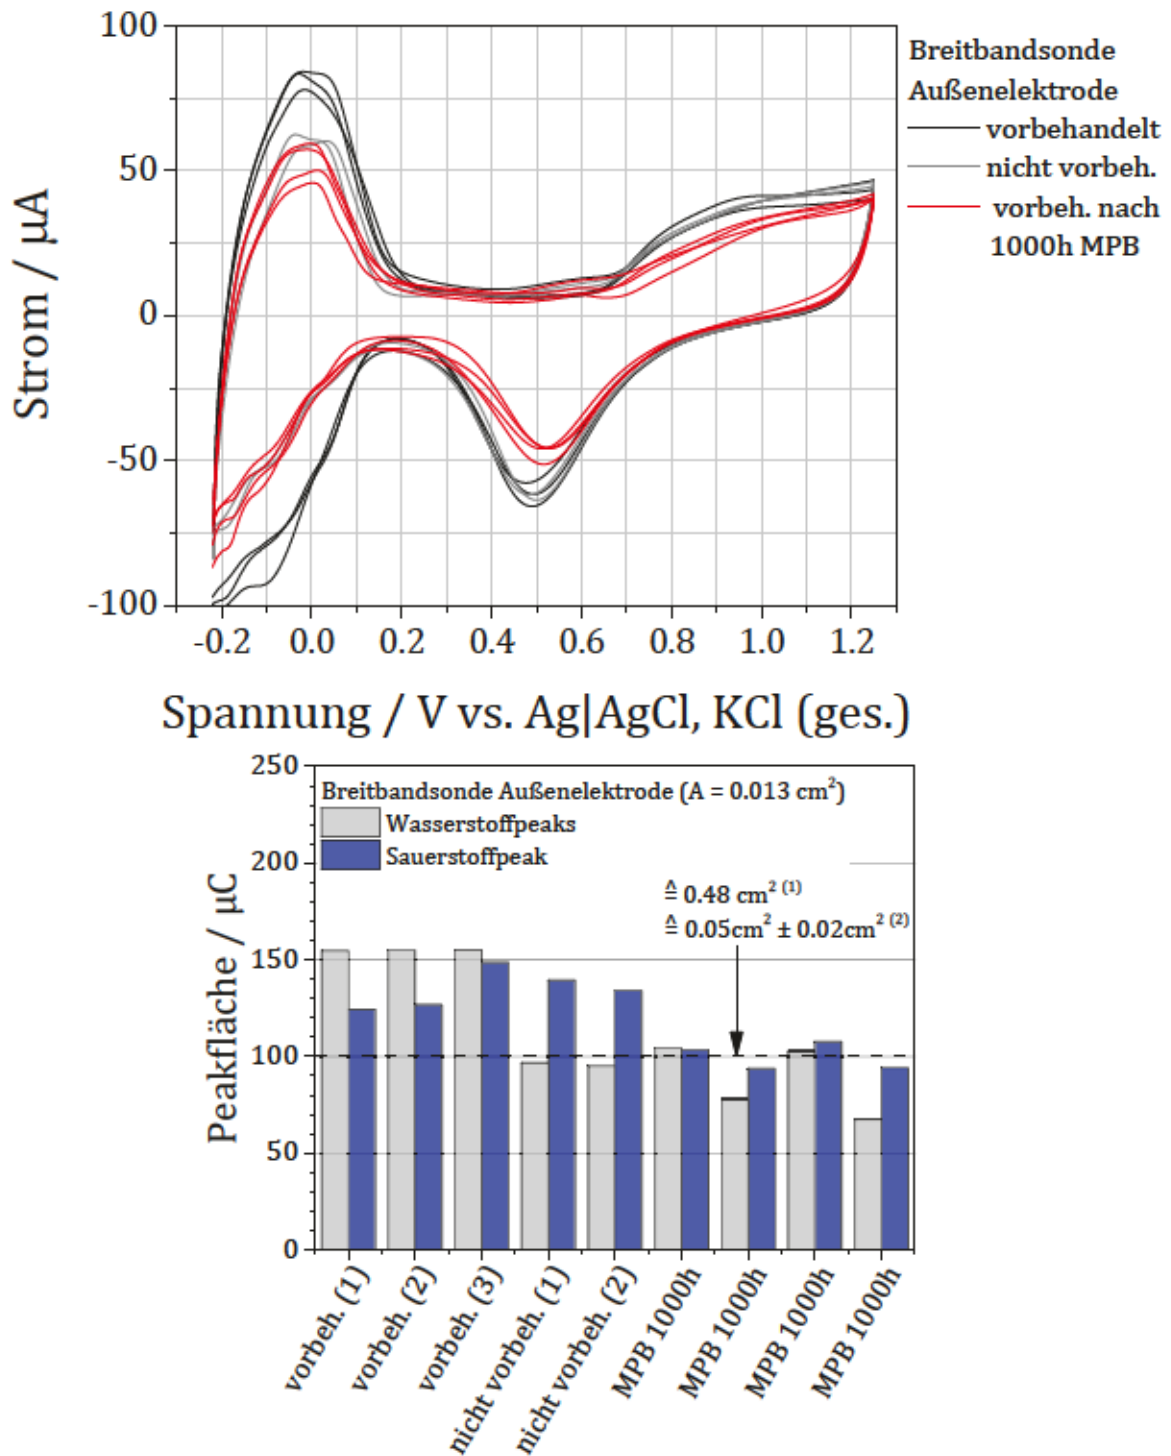 100
50
0
-50
-100
Strom / µA
-0.2 0.0 0.2 0.4 0.6 0.8 1.0 1.2
Spannung / V vs. Ag|AgCl, KCl (ges.)
Breitbandsonde
Außenelektrode
vorbehandelt
nicht vorbeh.
vorbeh. nach
1000h MPB
250
200
150
100
50
0
Peakfläche / µC
Breitbandsonde Außenelektrode (A = 0.013 cm²)
Wasserstoffpeaks
Sauerstoffpeak
≙ 0.48 cm² ⁽¹⁾
≙ 0.05cm² ± 0.02cm² ⁽²⁾
vorbeh. (1)
vorbeh. (2)
vorbeh. (3)
nicht vorbeh. (1)
nicht vorbeh. (2)
MPB 1000h
MPB 1000h
MPB 1000h
MPB 1000h